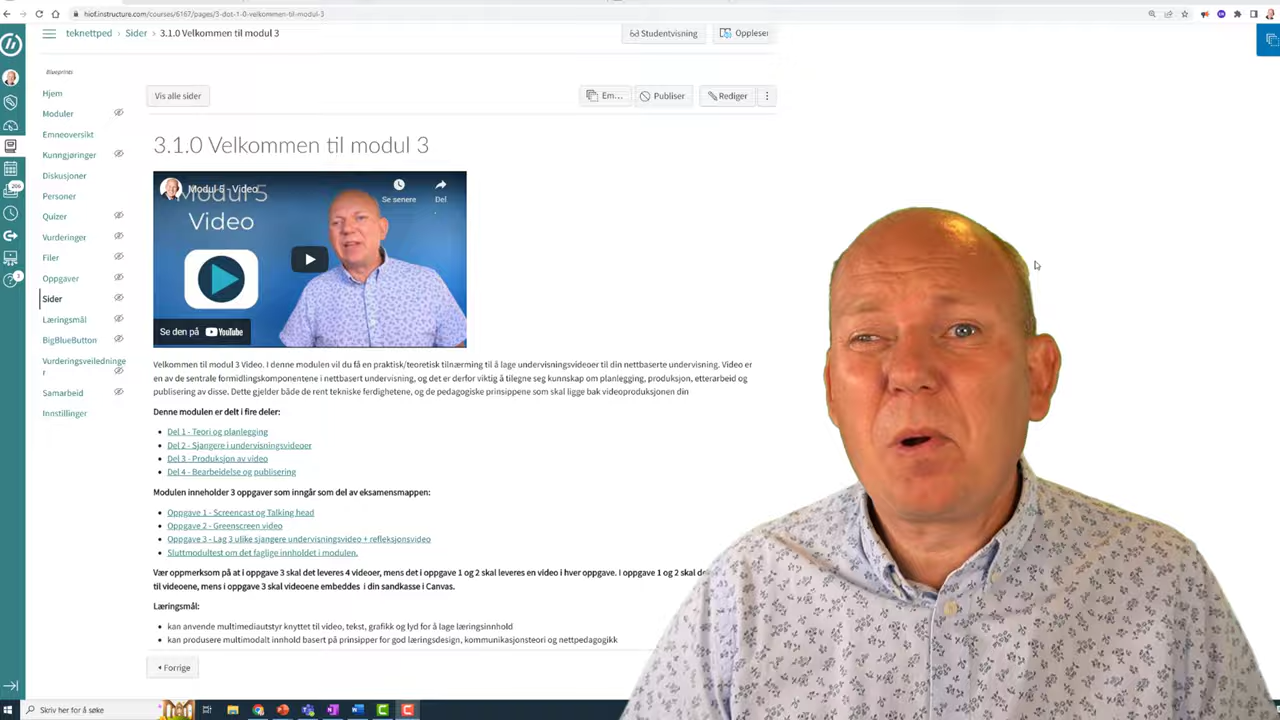 hiof.instructure.com/courses/6167/pages/3-dot-1-0-velkommen-til-modul-3
teknettped › Sider › 3.1.0 Velkommen til modul 3
Studentvisning
Oppleser
Blueprints
Hjem
Moduler
Emneoversikt
Kunngjøringer
Diskusjoner
Personer
Quizer
Vurderinger
Filer
Oppgaver
Sider
Læringsmål
BigBlueButton
Vurderingsveiledninge
r
Samarbeid
Innstillinger
206
3
Vis alle sider
Em...
Publiser
Rediger
3.1.0 Velkommen til modul 3
Modul 5 - Video
Modul 5
Video
Se senere
Del
Se den på YouTube
Velkommen til modul 3 Video. I denne modulen vil du få en praktisk/teoretisk tilnærming til å lage undervisningsvideoer til din nettbaserte undervisning. Video er
en av de sentrale formidlingskomponentene i nettbasert undervisning, og det er derfor viktig å tilegne seg kunnskap om planlegging, produksjon, etterarbeid og
publisering av disse. Dette gjelder både de rent tekniske ferdighetene, og de pedagogiske prinsippene som skal ligge bak videoproduksjonen din
Denne modulen er delt i fire deler:
Del 1 - Teori og planlegging
Del 2 - Sjangere i undervisningsvideoer
Del 3 - Produksjon av video
Del 4 - Bearbeidelse og publisering
Modulen inneholder 3 oppgaver som inngår som del av eksamensmappen:
Oppgave 1 - Screencast og Talking head
Oppgave 2 - Greenscreen video
Oppgave 3 - Lag 3 ulike sjangere undervisningsvideo + refleksjonsvideo
Sluttmodultest om det faglige innholdet i modulen.
Vær oppmerksom på at i oppgave 3 skal det leveres 4 videoer, mens det i oppgave 1 og 2 skal leveres en video i hver oppgave. I oppgave 1 og 2 skal de
til videoene, mens i oppgave 3 skal videoene embeddes i din sandkasse i Canvas.
Læringsmål:
kan anvende multimediautstyr knyttet til video, tekst, grafikk og lyd for å lage læringsinnhold
kan produsere multimodalt innhold basert på prinsipper for god læringsdesign, kommunikasjonsteori og nettpedagogikk
Forrige
Skriv her for å søke